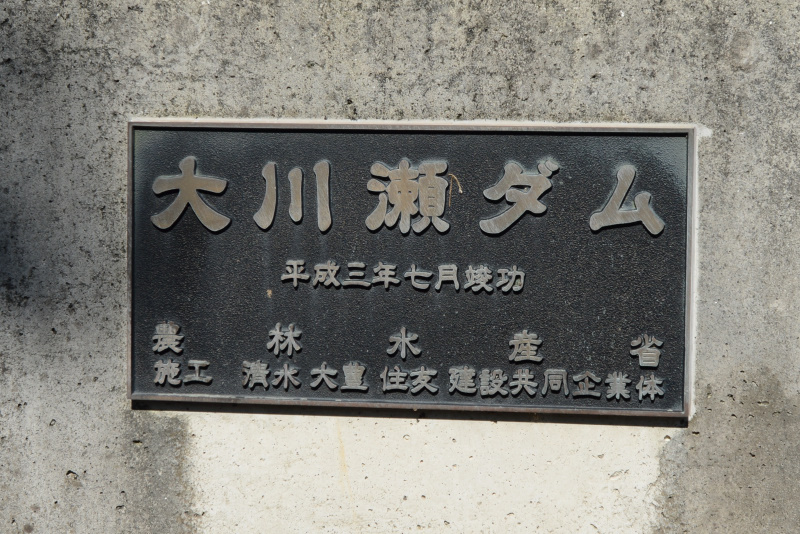 大川瀬ダム
平成三年七月竣功
農林水産省
施工 清水 大豊 住友 建設共同企業体